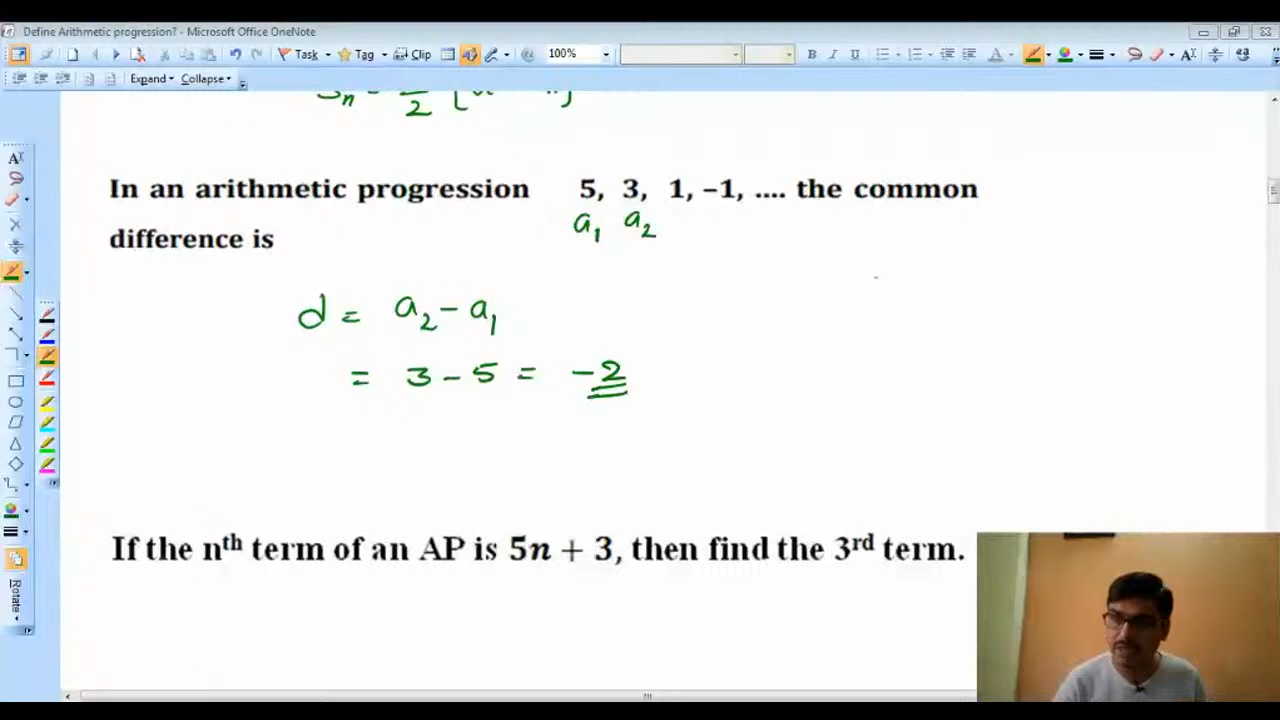 Define Arithmetic progression? - Microsoft Office OneNote
Task Tag Clip 100% B I U
Expand Collapse
2
In an arithmetic progression 5, 3, 1, –1, .... the common
a₁ a₂
difference is
d = a₂ - a₁
= 3 - 5 = -2
If the nᵗʰ term of an AP is 5n + 3, then find the 3ʳᵈ term.
Rotate